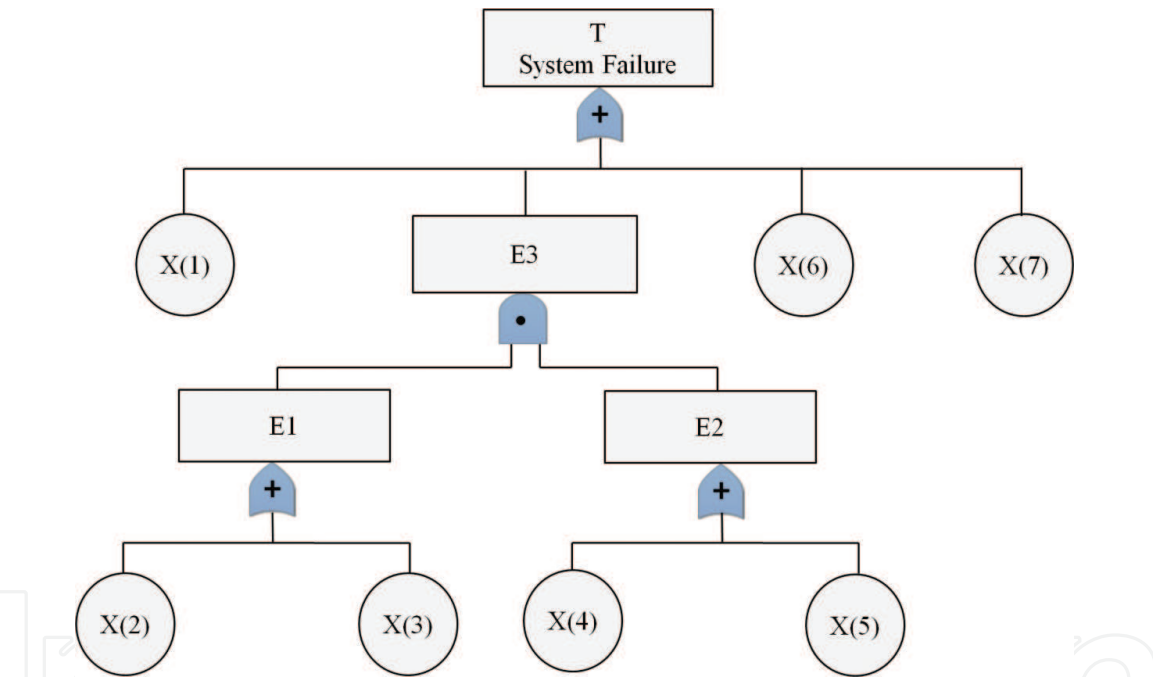 T
System Failure
+
X(1)
E3
X(6)
X(7)
•
E1
E2
+
+
X(2)
X(3)
X(4)
X(5)